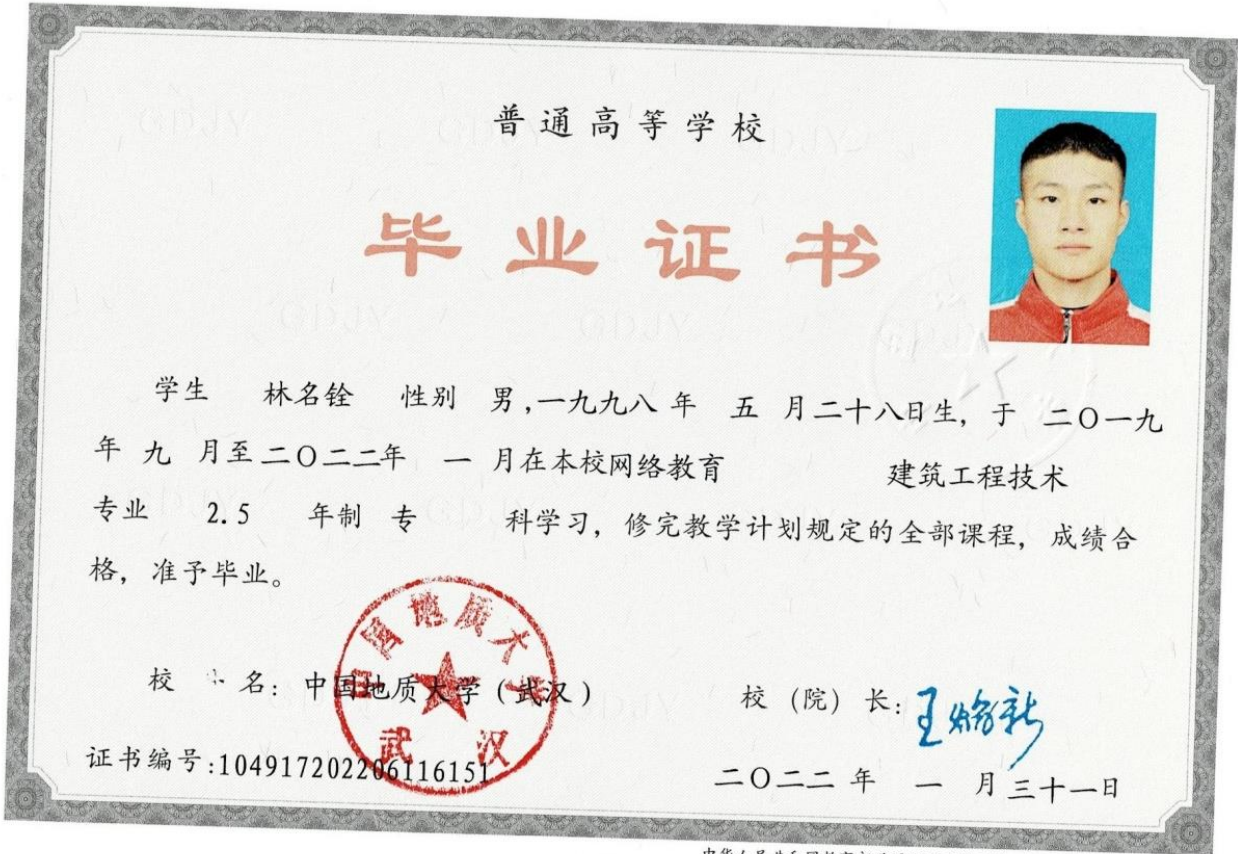 普通高等学校
毕业证书
学生 林名铨 性别 男,一九九八 年 五 月二十八日生, 于 二〇一九
年 九 月至二〇二二年 一 月在本校网络教育 建筑工程技术
专业 2.5 年制 专 科学习, 修完教学计划规定的全部课程, 成绩合
格, 准予毕业。
校 名: 中国地质大学 (武汉)
校 (院) 长: 王焰新
证书编号:104917202206116151
二〇二二 年 一 月三十一日
中国地质大学
武汉